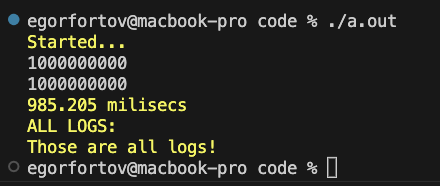 egorfortov@macbook-pro code % ./a.out
Started...
1000000000
1000000000
985.205 milisecs
ALL LOGS:
Those are all logs!
egorfortov@macbook-pro code %